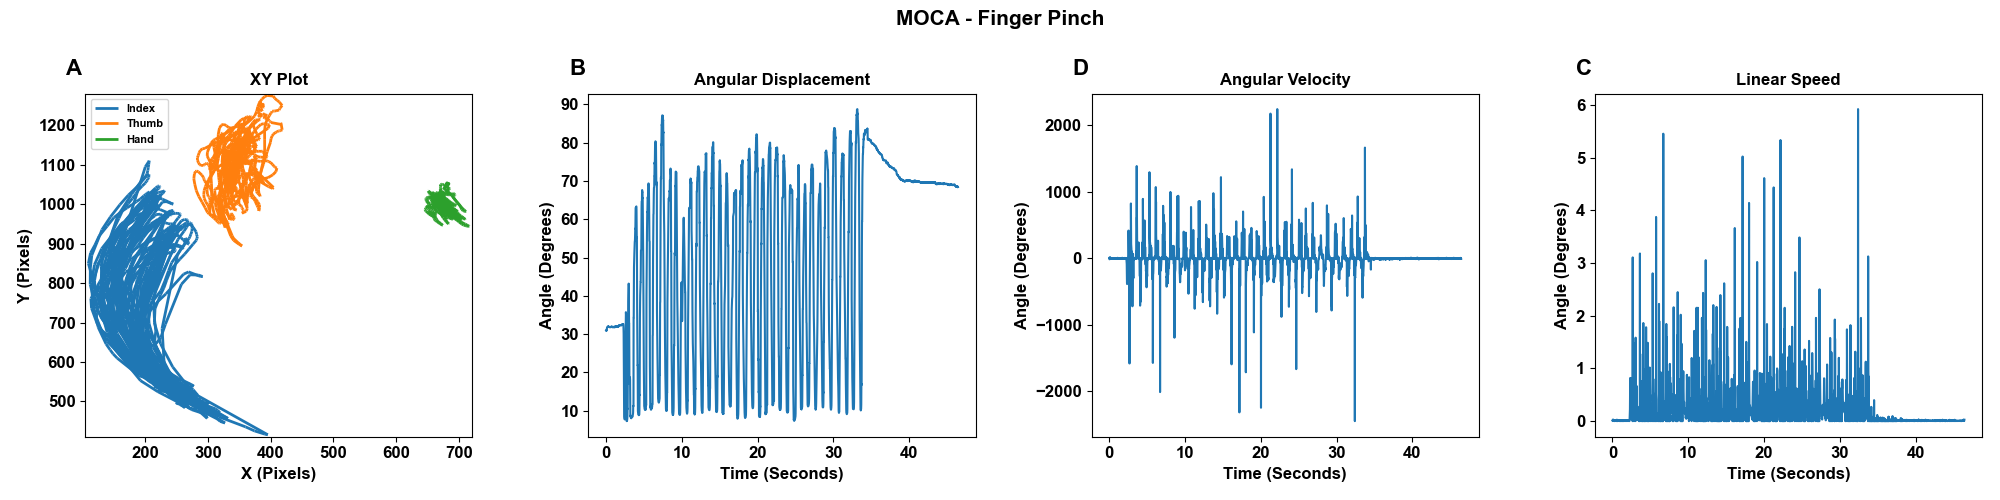 MOCA - Finger Pinch
A
XY Plot
Index
Thumb
Hand
1200
1100
1000
900
800
700
600
500
Y (Pixels)
200 300 400 500 600 700
X (Pixels)
B
Angular Displacement
90
80
70
60
50
40
30
20
10
Angle (Degrees)
0 10 20 30 40
Time (Seconds)
D
Angular Velocity
2000
1000
0
−1000
−2000
Angle (Degrees)
0 10 20 30 40
Time (Seconds)
C
Linear Speed
6
5
4
3
2
1
0
Angle (Degrees)
0 10 20 30 40
Time (Seconds)